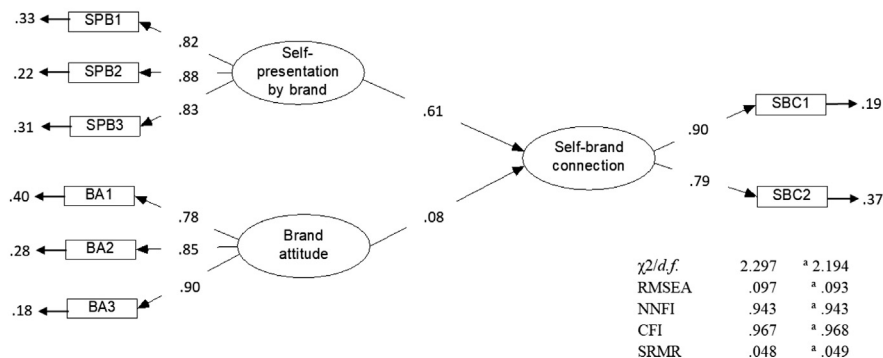 .33 SPB1
.82
Self-
presentation
by brand
.22 SPB2
.88
.83
.31 SPB3
.61
SBC1 .19
.90
Self-brand
connection
.79
SBC2 .37
.40 BA1
.78
.08
.28 BA2
.85
Brand
attitude
.90
.18 BA3
χ2/d.f. 2.297 ª 2.194
RMSEA .097 ª .093
NNFI .943 ª .943
CFI .967 ª .968
SRMR .048 ª .049